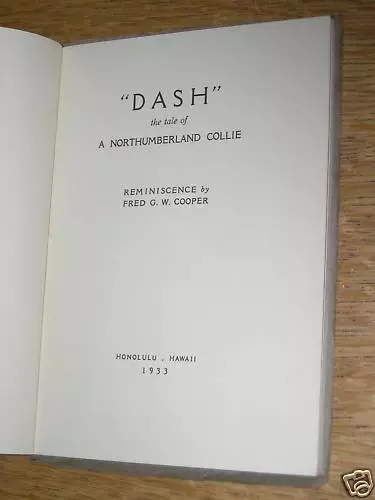 "DASH"
the tale of
A NORTHUMBERLAND COLLIE
REMINISCENCE by
FRED G. W. COOPER
HONOLULU , HAWAII
1933